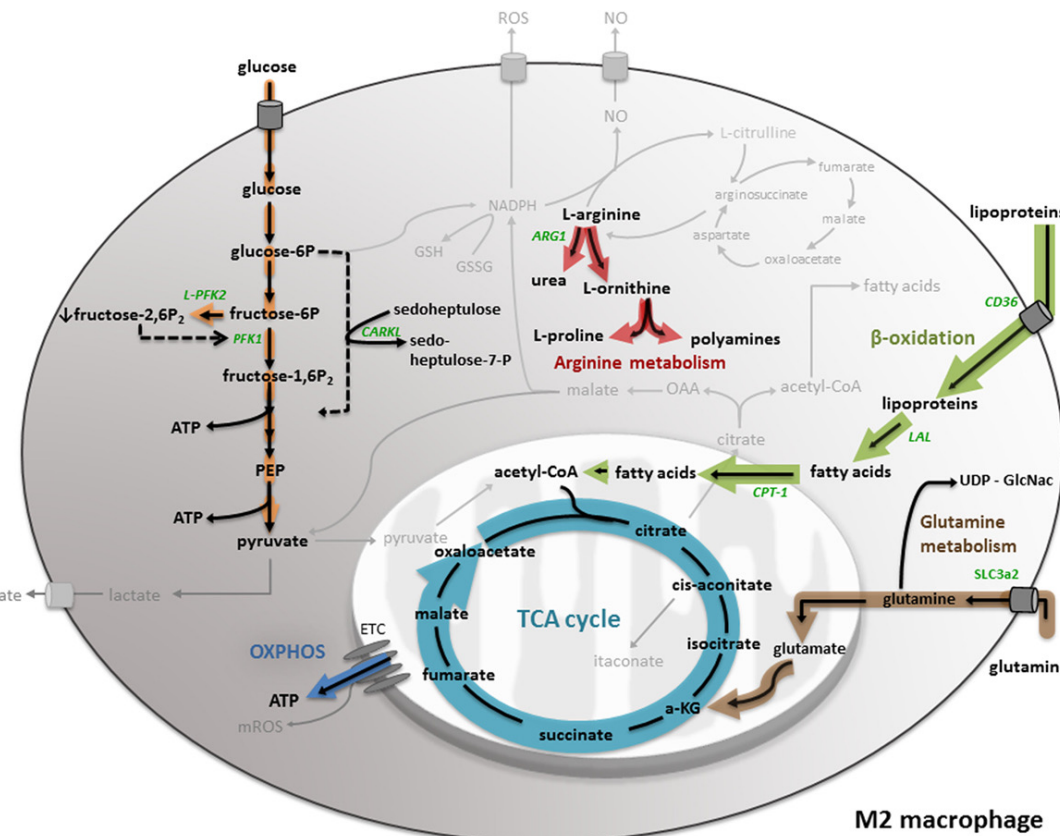 ROS
NO
glucose
NO
L-citrulline
fumarate
glucose
arginosuccinate
NADPH
L-arginine
lipoproteins
malate
ARG1
aspartate
glucose-6P
GSH
GSSG
oxaloacetate
urea
L-ornithine
fatty acids
L-PFK2
CD36
↓fructose-2,6P2
fructose-6P
sedoheptulose
CARKL
PFK1
L-proline
polyamines
β-oxidation
sedo-
heptulose-7-P
Arginine metabolism
fructose-1,6P2
malate
OAA
acetyl-CoA
lipoproteins
ATP
citrate
LAL
PEP
acetyl-CoA
fatty acids
fatty acids
CPT-1
UDP - GlcNac
ATP
Glutamine
metabolism
pyruvate
pyruvate
oxaloacetate
citrate
SLC3a2
cis-aconitate
ate
lactate
glutamine
malate
TCA cycle
ETC
isocitrate
glutamate
OXPHOS
itaconate
glutamin
fumarate
ATP
a-KG
mROS
succinate
M2 macrophage